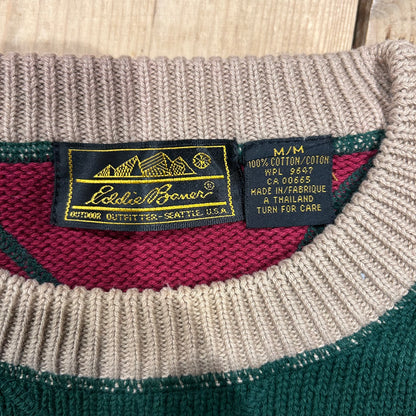 Eddie Bauer®
OUTDOOR OUTFITTER-SEATTLE, U.S.A.
M/M
100% COTTON/COTON
WPL 9647
CA 00665
MADE IN/FABRIQUE
A THAILAND
TURN FOR CARE